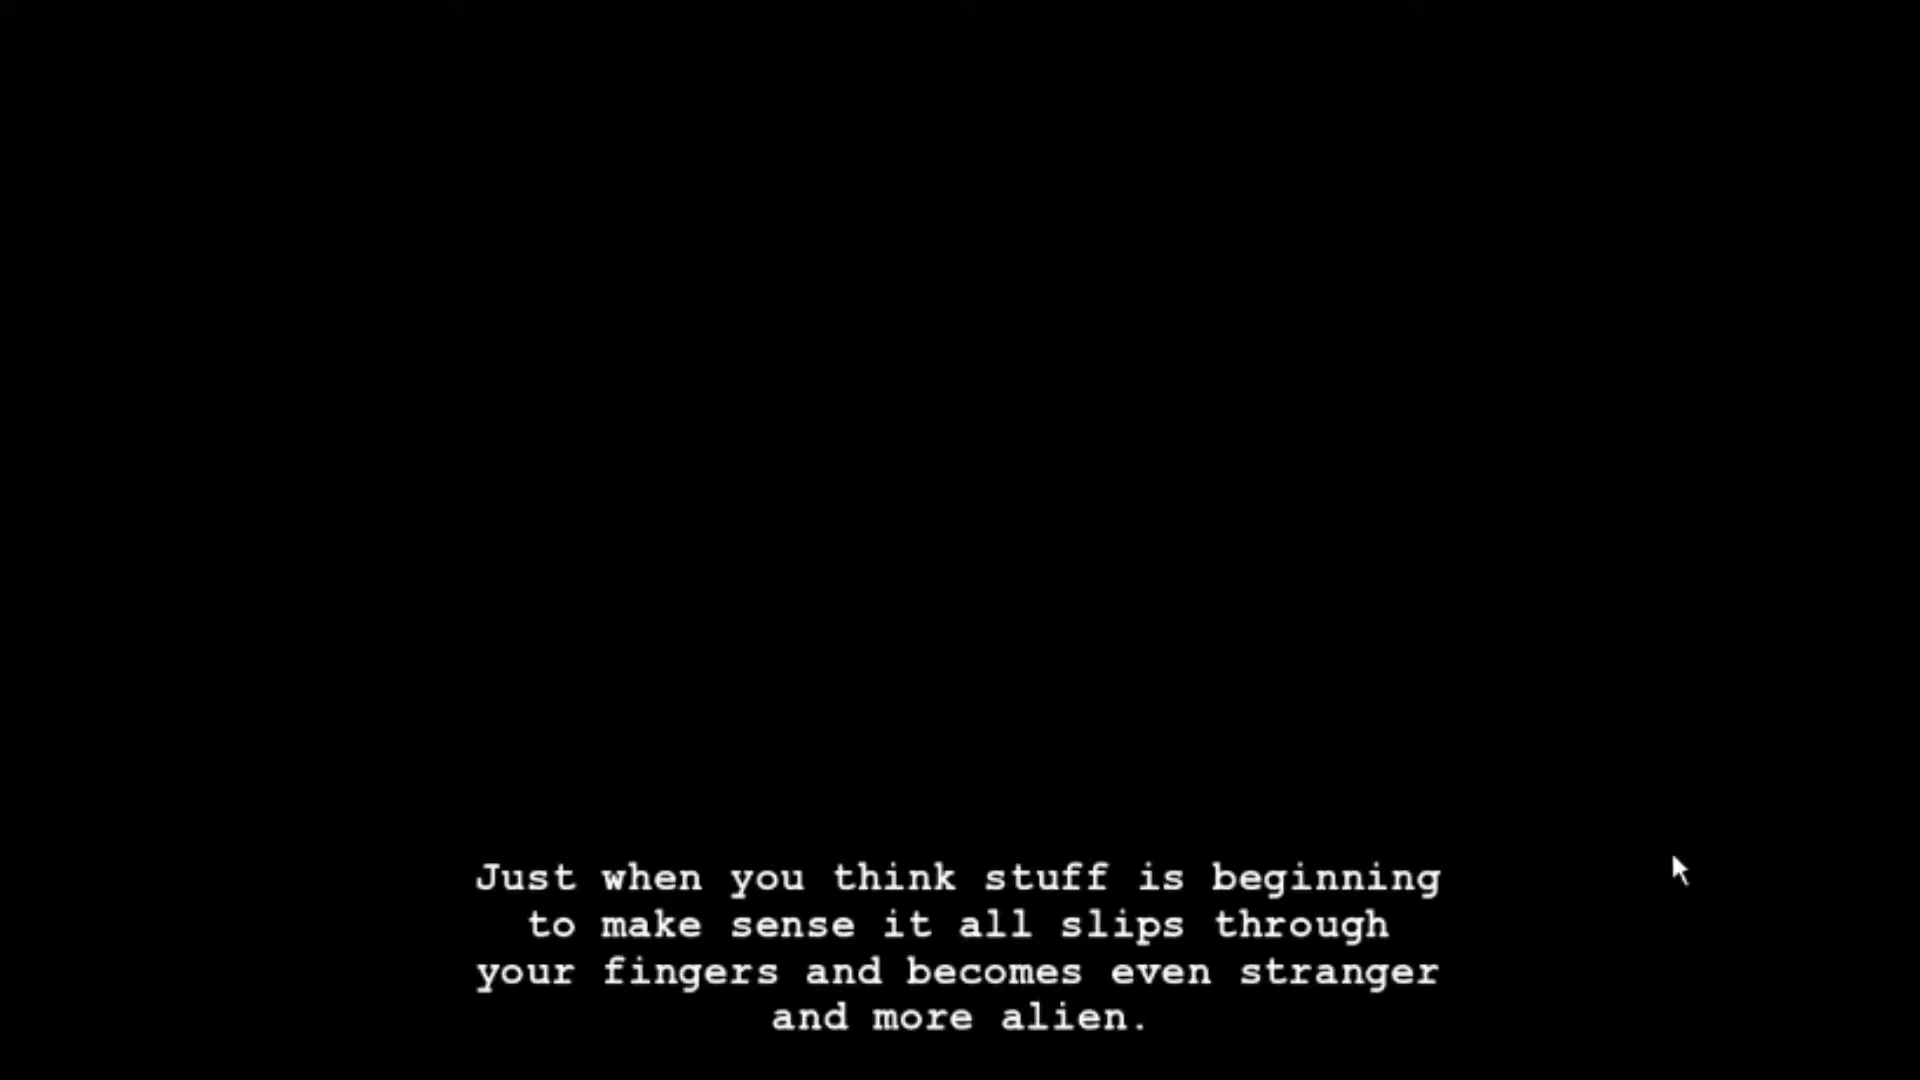 Just when you think stuff is beginning
to make sense it all slips through
your fingers and becomes even stranger
and more alien.